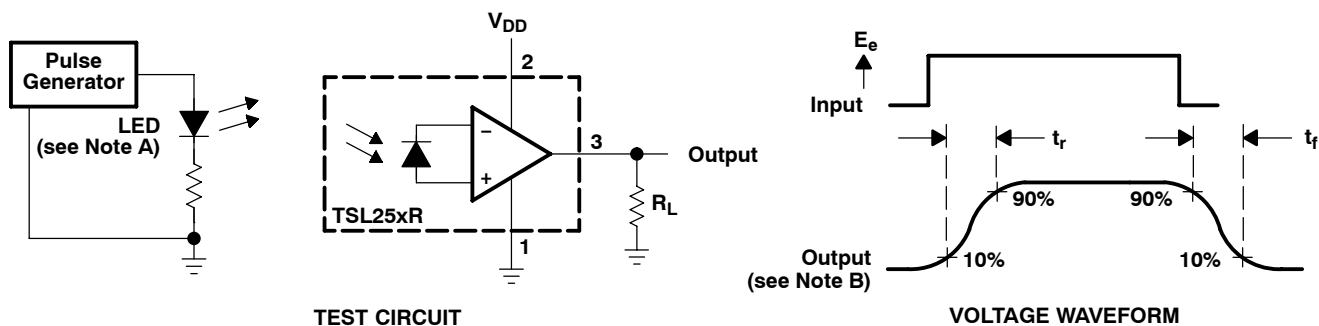 Pulse
Generator
LED
(see Note A)
VDD
2
−
+
3
Output
RL
TSL25xR
1
TEST CIRCUIT
Ee
Input
tr
tf
90%
90%
Output
(see Note B)
10%
10%
VOLTAGE WAVEFORM